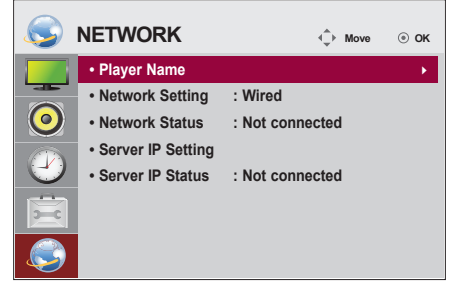 NETWORK Move OK
• Player Name
• Network Setting : Wired
• Network Status : Not connected
• Server IP Setting
• Server IP Status : Not connected